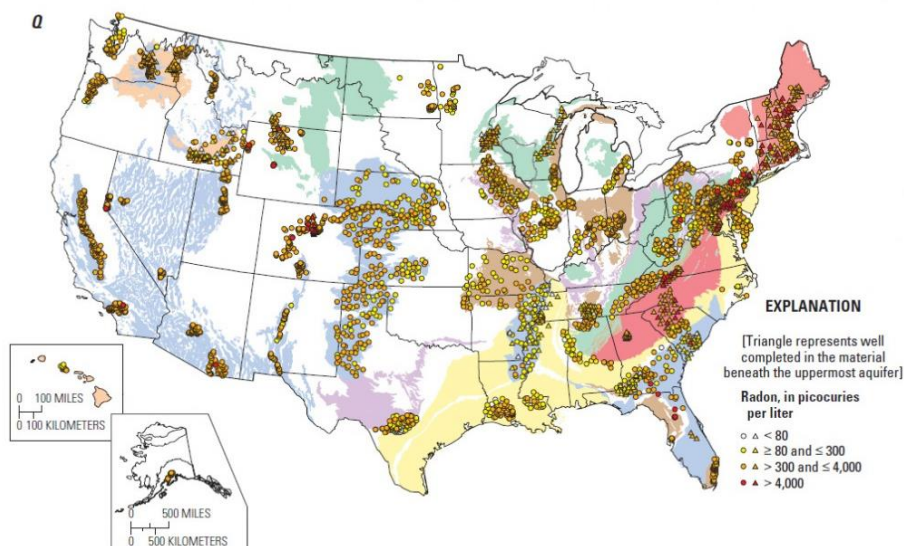 Q
EXPLANATION
[Triangle represents well
completed in the material
beneath the uppermost aquifer]
Radon, in picocuries
per liter
< 80
≥ 80 and ≤ 300
> 300 and ≤ 4,000
> 4,000
0 100 MILES
0 100 KILOMETERS
0 500 MILES
0 500 KILOMETERS